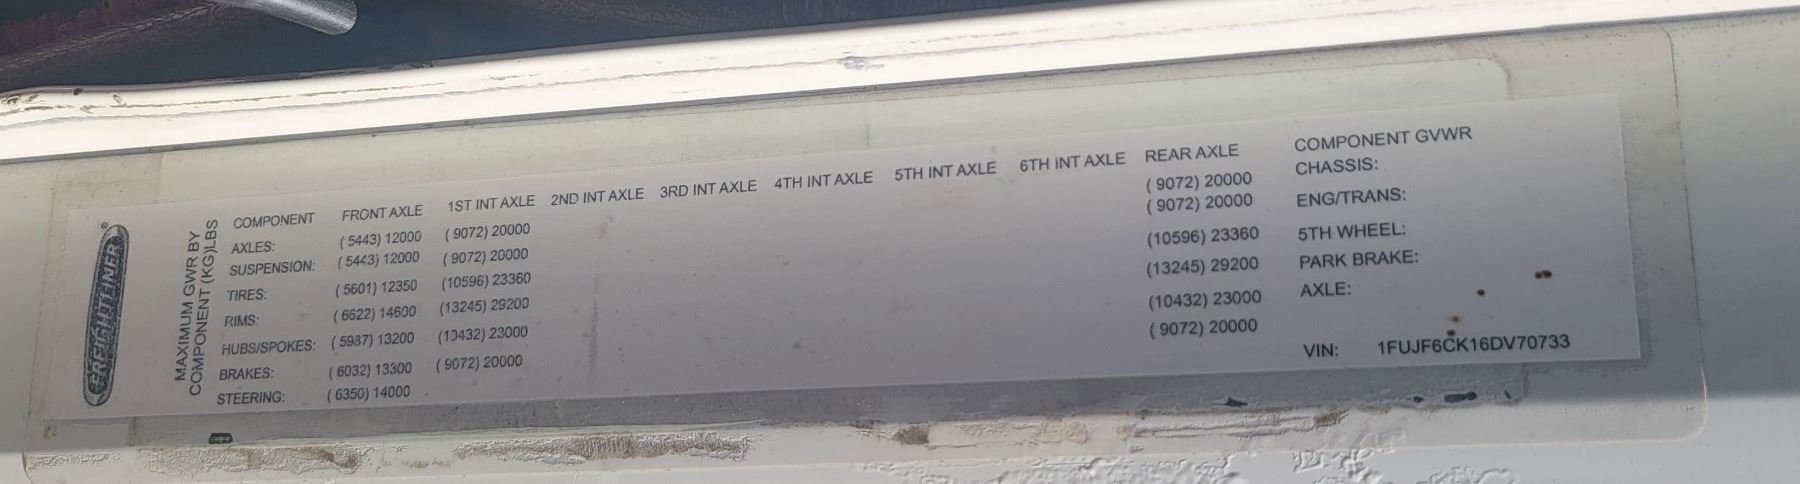 FREIGHTLINER®
MAXIMUM GWR BY
COMPONENT (KG)LBS
COMPONENT FRONT AXLE 1ST INT AXLE 2ND INT AXLE 3RD INT AXLE 4TH INT AXLE 5TH INT AXLE 6TH INT AXLE REAR AXLE
AXLES: ( 5443) 12000 ( 9072) 20000 ( 9072) 20000
SUSPENSION: ( 5443) 12000 ( 9072) 20000 ( 9072) 20000
TIRES: ( 5601) 12350 (10596) 23360 (10596) 23360
RIMS: ( 6622) 14600 (13245) 29200 (13245) 29200
HUBS/SPOKES: ( 5987) 13200 (10432) 23000 (10432) 23000
BRAKES: ( 6032) 13300 ( 9072) 20000 ( 9072) 20000
STEERING: ( 6350) 14000
COMPONENT GVWR
CHASSIS:
ENG/TRANS:
5TH WHEEL:
PARK BRAKE:
AXLE:
VIN: 1FUJF6CK16DV70733